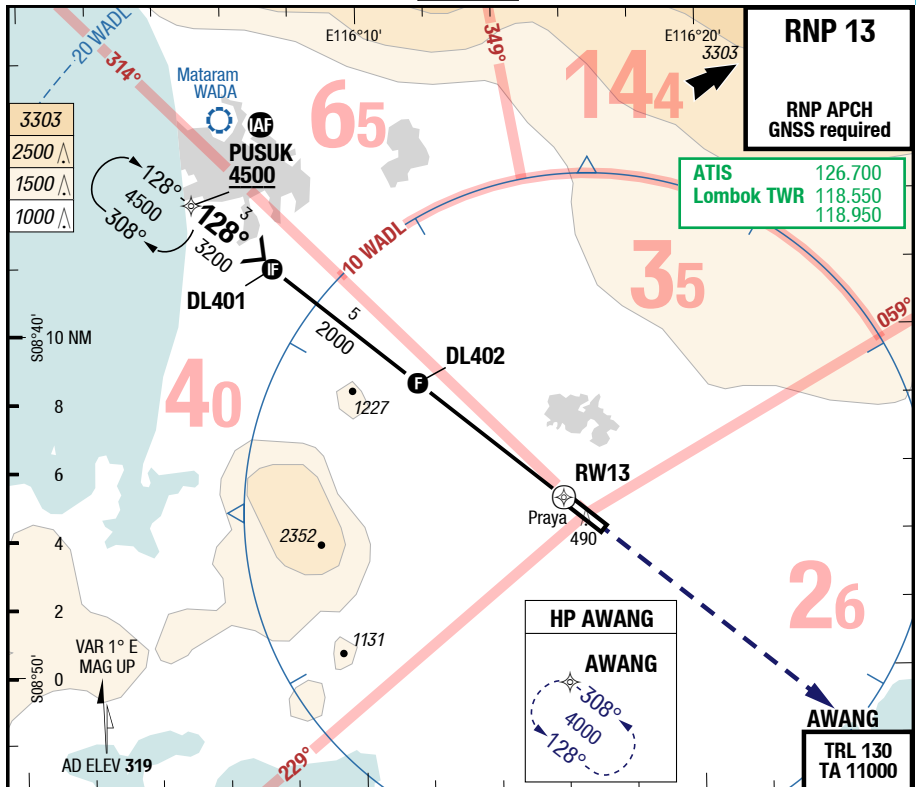 E116°10'
E116°20'
RNP 13
RNP APCH
GNSS required
20 WADL
314°
349°
3303
Mataram
WADA
IAF
PUSUK
4500
65
144
3303
2500
1500
1000
ATIS 126.700
Lombok TWR 118.550
118.950
128°
4500
308°
3
128°
3200
IF
DL401
10 WADL
35
059°
5
2000
S08°40'
10 NM
DL402
F
40
1227
8
6
RW13
Praya
490
2352
4
26
2
HP AWANG
AWANG
308°
4000
128°
1131
VAR 1° E
MAG UP
S08°50'
0
AWANG
AD ELEV 319
229°
TRL 130
TA 11000